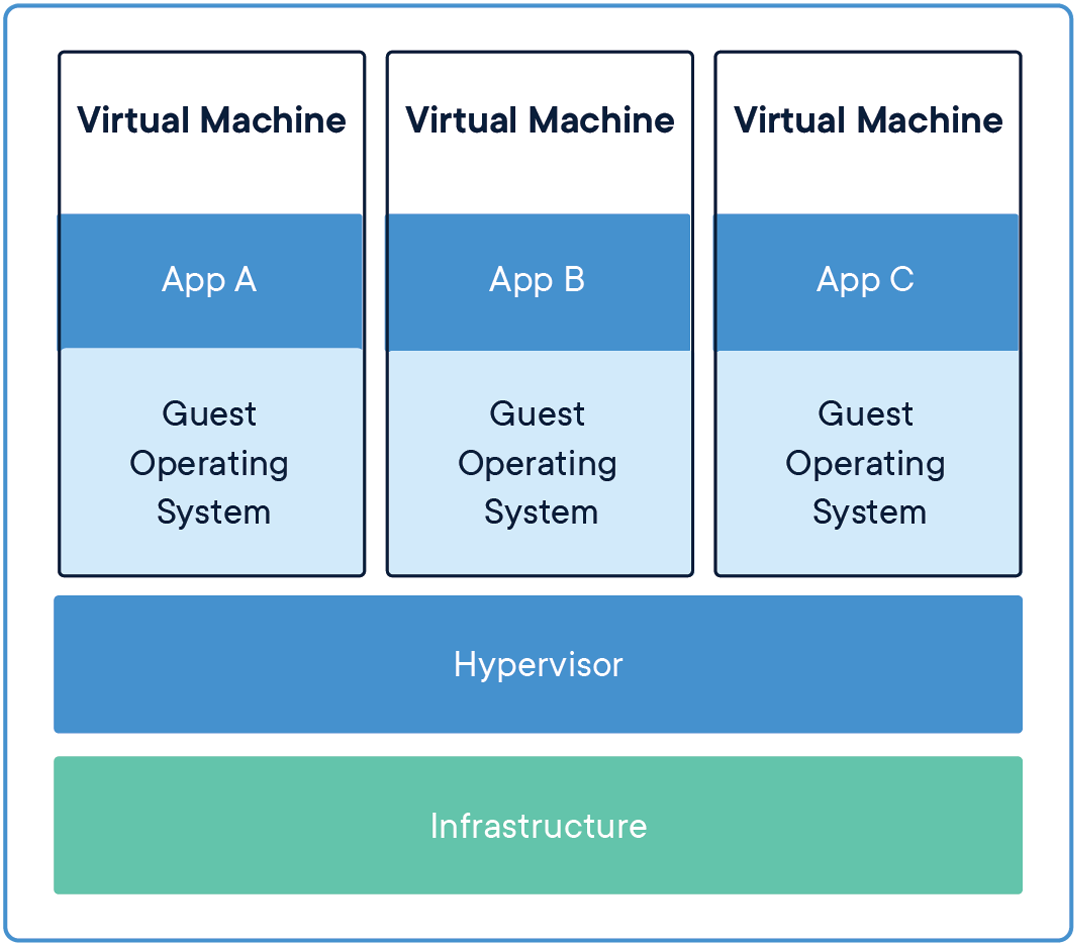 Virtual Machine
App A
Guest
Operating
System
Virtual Machine
App B
Guest
Operating
System
Virtual Machine
App C
Guest
Operating
System
Hypervisor
Infrastructure